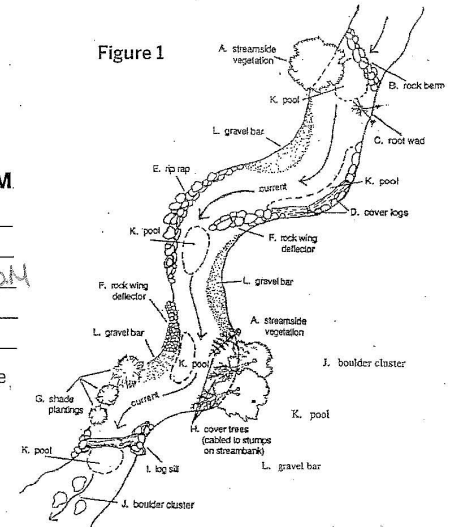 Figure 1
A. streamside
vegetation
B. rock berm
K. pool
C. root wad
L. gravel bar
E. rip rap
current
K. pool
D. cover logs
K. pool
F. rock wing
deflector
L. gravel bar
F. rock wing
deflector
A. streamside
vegetation
L. gravel bar
K. pool
J. boulder cluster
G. shade
plantings
current
K. pool
H. cover trees
(cabled to stumps
on streambank)
K. pool
L. gravel bar
I. log sill
J. boulder cluster
M